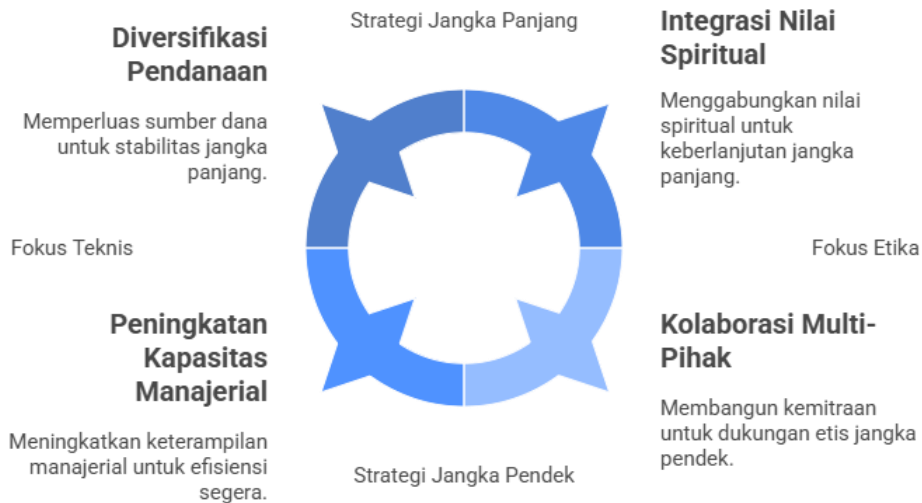 Strategi Jangka Panjang
Diversifikasi
Pendanaan
Memperluas sumber dana
untuk stabilitas jangka
panjang.
Integrasi Nilai
Spiritual
Menggabungkan nilai
spiritual untuk
keberlanjutan jangka
panjang.
Fokus Teknis
Fokus Etika
Peningkatan
Kapasitas
Manajerial
Meningkatkan keterampilan
manajerial untuk efisiensi
segera.
Kolaborasi Multi-
Pihak
Membangun kemitraan
untuk dukungan etis jangka
pendek.
Strategi Jangka Pendek